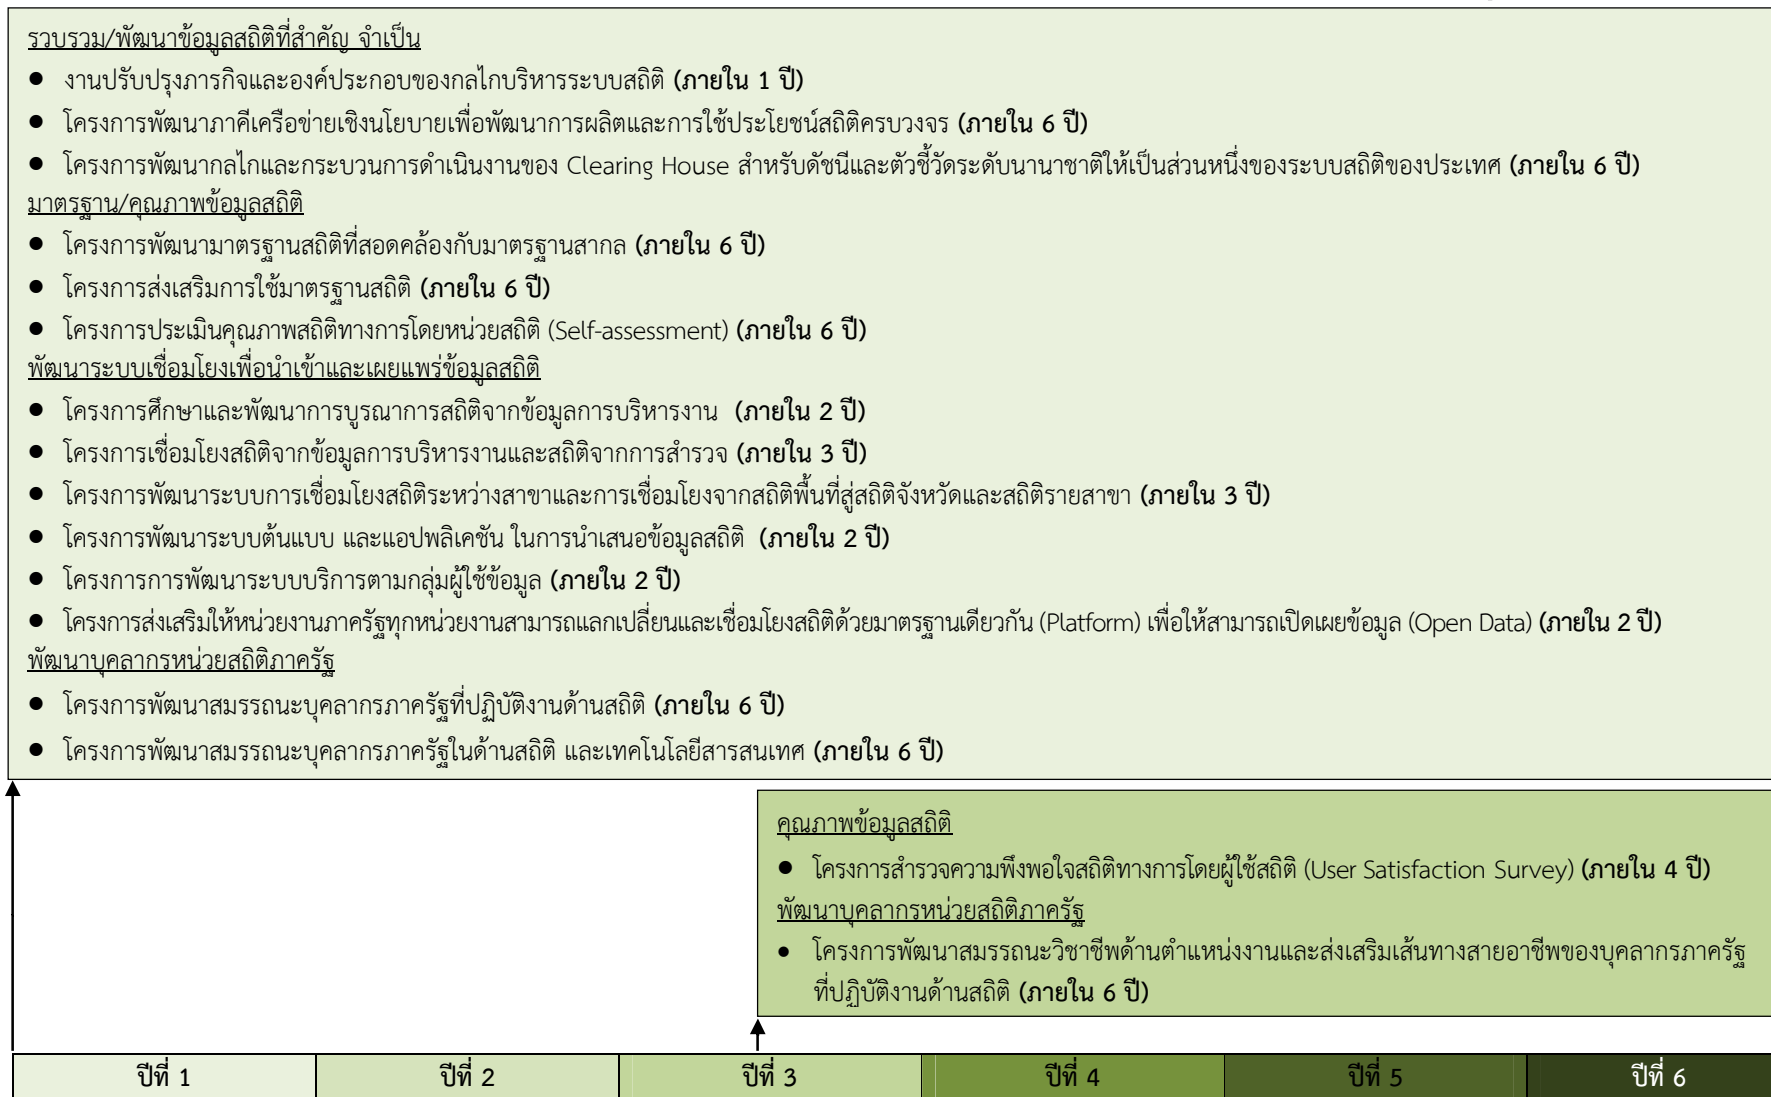 รวบรวม/พัฒนาข้อมูลสถิติที่สำคัญ จำเป็น
● งานปรับปรุงภารกิจและองค์ประกอบของกลไกบริหารระบบสถิติ (ภายใน 1 ปี)
● โครงการพัฒนาภาคีเครือข่ายเชิงนโยบายเพื่อพัฒนาการผลิตและการใช้ประโยชน์สถิติครบวงจร (ภายใน 6 ปี)
● โครงการพัฒนากลไกและกระบวนการดำเนินงานของ Clearing House สำหรับดัชนีและตัวชี้วัดระดับนานาชาติให้เป็นส่วนหนึ่งของระบบสถิติของประเทศ (ภายใน 6 ปี)
มาตรฐาน/คุณภาพข้อมูลสถิติ
● โครงการพัฒนามาตรฐานสถิติที่สอดคล้องกับมาตรฐานสากล (ภายใน 6 ปี)
● โครงการส่งเสริมการใช้มาตรฐานสถิติ (ภายใน 6 ปี)
● โครงการประเมินคุณภาพสถิติทางการโดยหน่วยสถิติ (Self-assessment) (ภายใน 6 ปี)
พัฒนาระบบเชื่อมโยงเพื่อนำเข้าและเผยแพร่ข้อมูลสถิติ
● โครงการศึกษาและพัฒนาการบูรณาการสถิติจากข้อมูลการบริหารงาน (ภายใน 2 ปี)
● โครงการเชื่อมโยงสถิติจากข้อมูลการบริหารงานและสถิติจากการสำรวจ (ภายใน 3 ปี)
● โครงการพัฒนาระบบการเชื่อมโยงสถิติระหว่างสาขาและการเชื่อมโยงจากสถิติพื้นที่สู่สถิติจังหวัดและสถิติรายสาขา (ภายใน 3 ปี)
● โครงการพัฒนาระบบต้นแบบ และแอปพลิเคชัน ในการนำเสนอข้อมูลสถิติ (ภายใน 2 ปี)
● โครงการการพัฒนาระบบบริการตามกลุ่มผู้ใช้ข้อมูล (ภายใน 2 ปี)
● โครงการส่งเสริมให้หน่วยงานภาครัฐทุกหน่วยงานสามารถแลกเปลี่ยนและเชื่อมโยงสถิติด้วยมาตรฐานเดียวกัน (Platform) เพื่อให้สามารถเปิดเผยข้อมูล (Open Data) (ภายใน 2 ปี)
พัฒนาบุคลากรหน่วยสถิติภาครัฐ
● โครงการพัฒนาสมรรถนะบุคลากรภาครัฐที่ปฏิบัติงานด้านสถิติ (ภายใน 6 ปี)
● โครงการพัฒนาสมรรถนะบุคลากรภาครัฐในด้านสถิติ และเทคโนโลยีสารสนเทศ (ภายใน 6 ปี)
คุณภาพข้อมูลสถิติ
● โครงการสำรวจความพึงพอใจสถิติทางการโดยผู้ใช้สถิติ (User Satisfaction Survey) (ภายใน 4 ปี)
พัฒนาบุคลากรหน่วยสถิติภาครัฐ
● โครงการพัฒนาสมรรถนะวิชาชีพด้านตำแหน่งงานและส่งเสริมเส้นทางสายอาชีพของบุคลากรภาครัฐ
ที่ปฏิบัติงานด้านสถิติ (ภายใน 6 ปี)
ปีที่ 1 ปีที่ 2 ปีที่ 3 ปีที่ 4 ปีที่ 5 ปีที่ 6